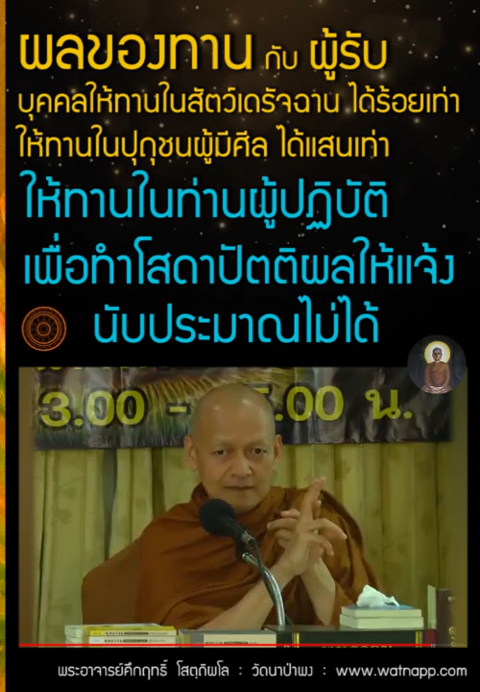 ผลของทาน กับ ผู้รับ
บุคคลให้ทานในสัตว์เดรัจฉาน ได้ร้อยเท่า
ให้ทานในปุถุชนผู้มีศีล ได้แสนเท่า
ให้ทานในท่านผู้ปฏิบัติ
เพื่อทำโสดาปัตติผลให้แจ้ง
นับประมาณไม่ได้
3.00 - .00 น.
พระอาจารย์คึกฤทธิ์ โสตฺถิผโล : วัดนาป่าพง : www.watnapp.com